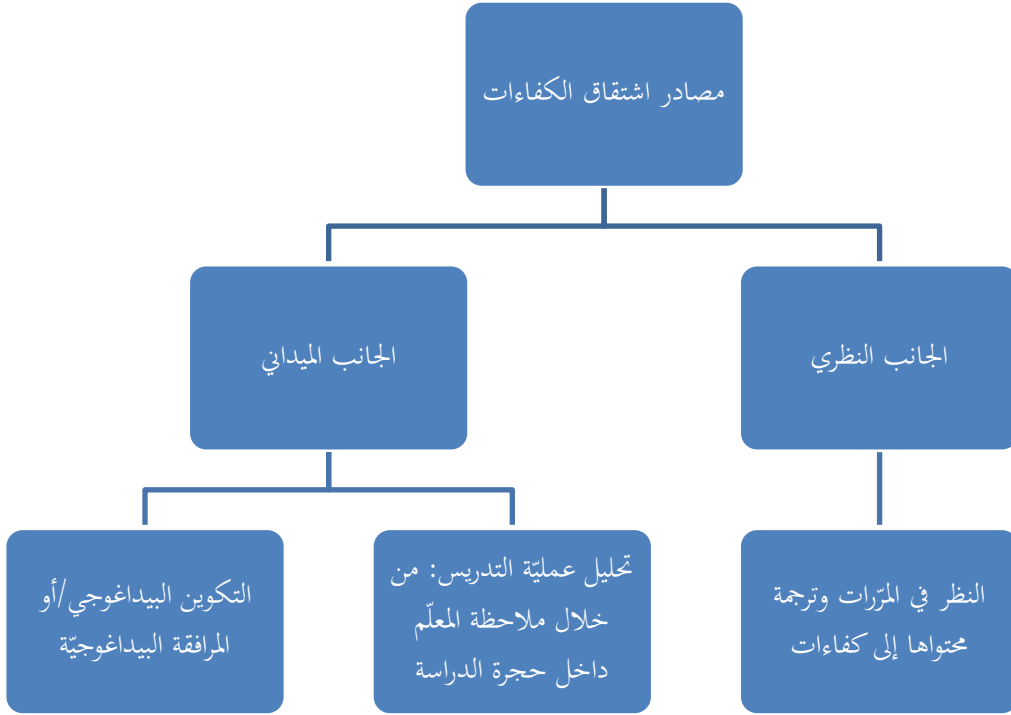 مصادر اشتقاق الكفاءات
الجانب النظري
الجانب الميداني
النظر في المرّرات وترجمة
محتواها إلى كفاءات
تحليل عمليّة التدريس: من
خلال ملاحظة المعلّم
داخل حجرة الدراسة
التكوين البيداغوجي/أو
المرافقة البيداغوجيّة